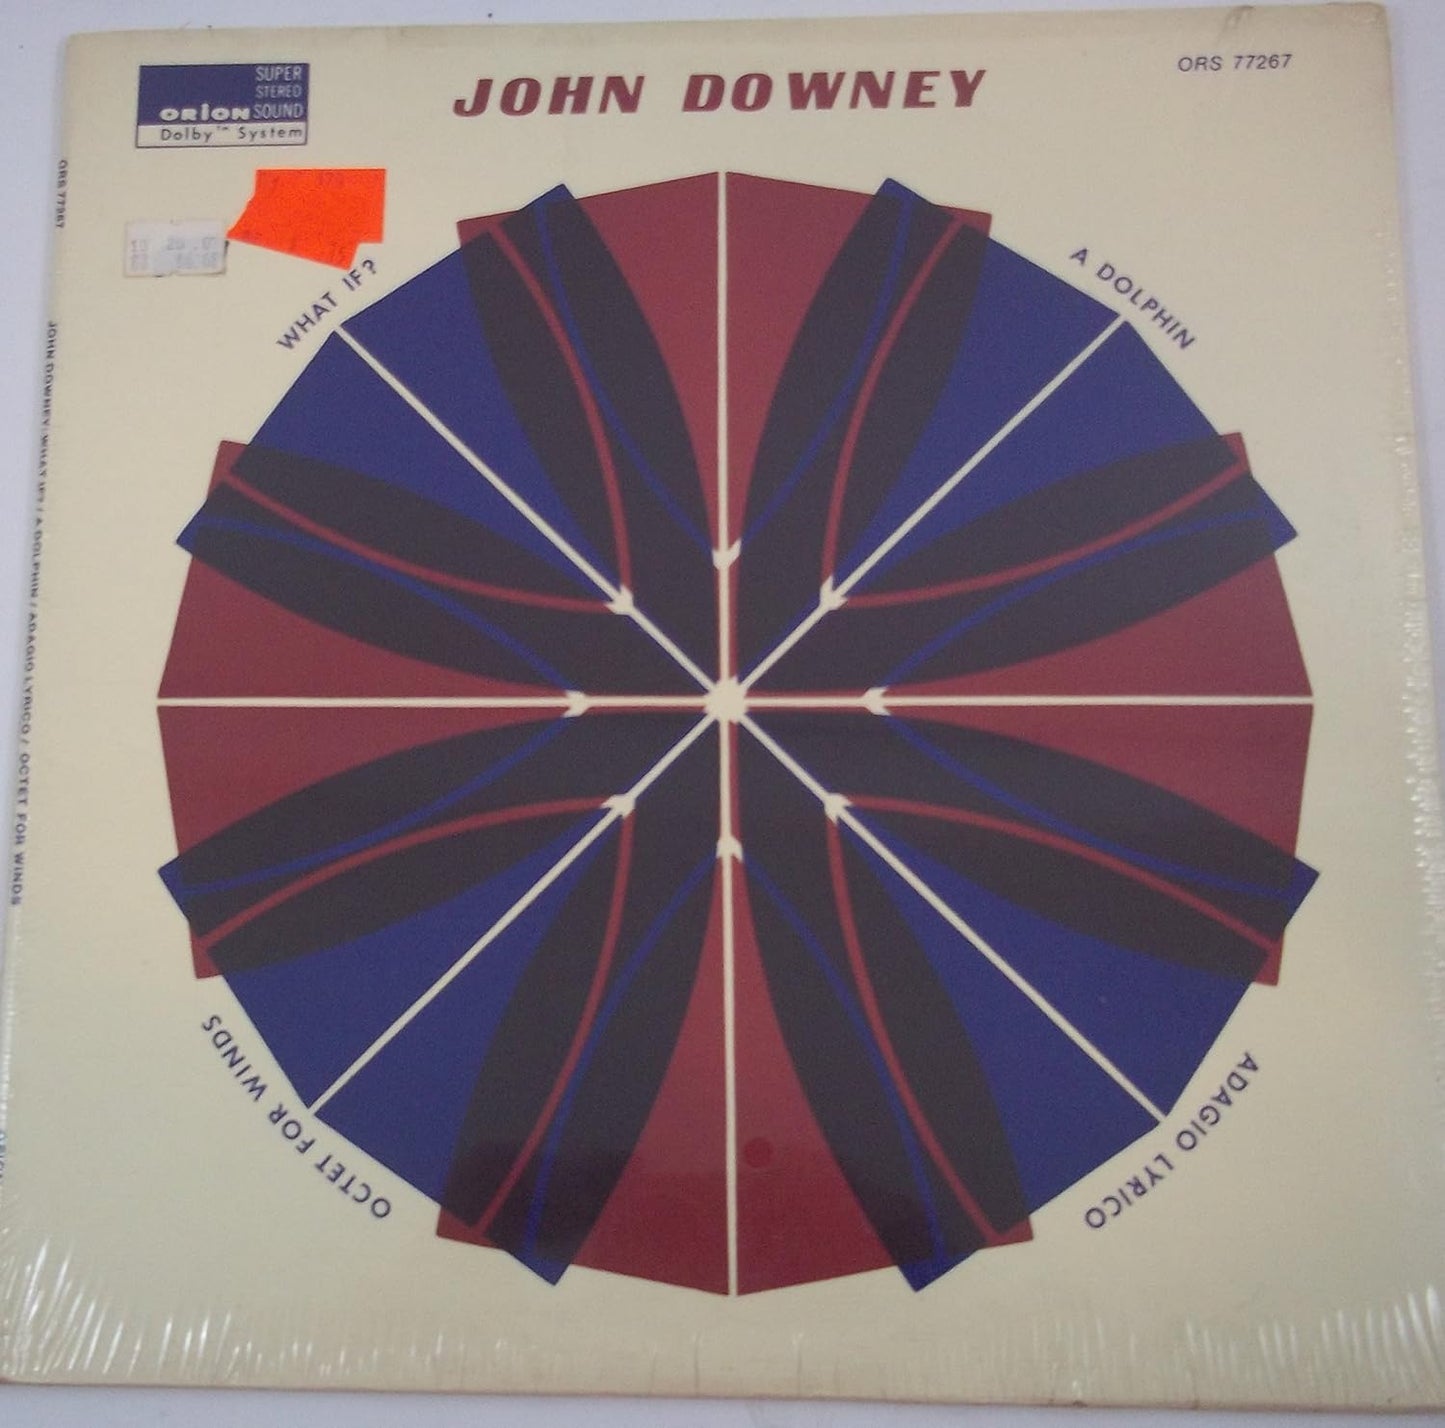 SUPER
STEREO
ORION SOUND
Dolby™ System
JOHN DOWNEY
ORS 77267
WHAT IF?
A DOLPHIN
ADAGIO LYRICO
OCTET FOR WINDS
ORS 77267
JOHN DOWNEY: WHAT IF? / A DOLPHIN / ADAGIO LYRICO / OCTET FOR WINDS